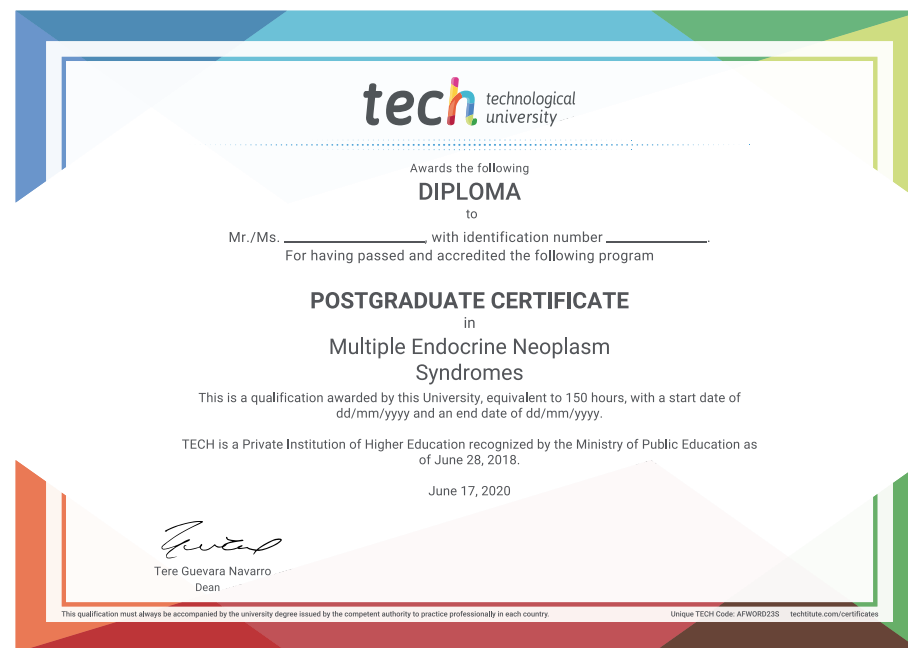 tech technological
university
Awards the following
DIPLOMA
to
Mr./Ms. ____________________, with identification number ______________.
For having passed and accredited the following program
POSTGRADUATE CERTIFICATE
in
Multiple Endocrine Neoplasm
Syndromes
This is a qualification awarded by this University, equivalent to 150 hours, with a start date of
dd/mm/yyyy and an end date of dd/mm/yyyy.
TECH is a Private Institution of Higher Education recognized by the Ministry of Public Education as
of June 28, 2018.
June 17, 2020
Tere Guevara Navarro
Dean
This qualification must always be accompanied by the university degree issued by the competent authority to practice professionally in each country. Unique TECH Code: AFWORD23S techtitute.com/certificates